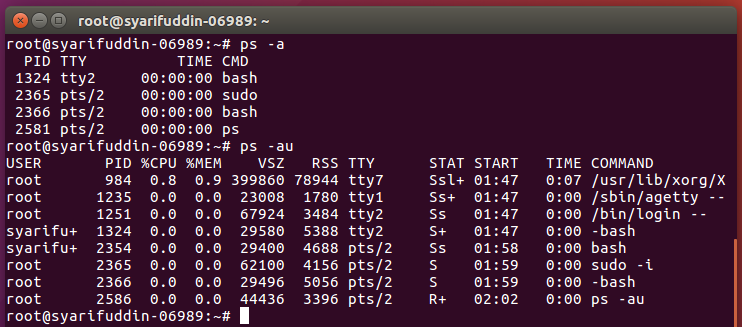 root@syarifuddin-06989: ~
root@syarifuddin-06989:~# ps -a
  PID TTY          TIME CMD
 1324 tty2     00:00:00 bash
 2365 pts/2    00:00:00 sudo
 2366 pts/2    00:00:00 bash
 2581 pts/2    00:00:00 ps
root@syarifuddin-06989:~# ps -au
USER       PID %CPU %MEM    VSZ   RSS TTY      STAT START   TIME COMMAND
root       984  0.8  0.9 399860 78944 tty7     Ssl+ 01:47   0:07 /usr/lib/xorg/X
root      1235  0.0  0.0  23008  1780 tty1     Ss+  01:47   0:00 /sbin/agetty --
root      1251  0.0  0.0  67924  3484 tty2     Ss   01:47   0:00 /bin/login --
syarifu+  1324  0.0  0.0  29580  5388 tty2     S+   01:47   0:00 -bash
syarifu+  2354  0.0  0.0  29400  4688 pts/2    Ss   01:58   0:00 bash
root      2365  0.0  0.0  62100  4156 pts/2    S    01:59   0:00 sudo -i
root      2366  0.0  0.0  29496  5056 pts/2    S    01:59   0:00 -bash
root      2586  0.0  0.0  44436  3396 pts/2    R+   02:02   0:00 ps -au
root@syarifuddin-06989:~#